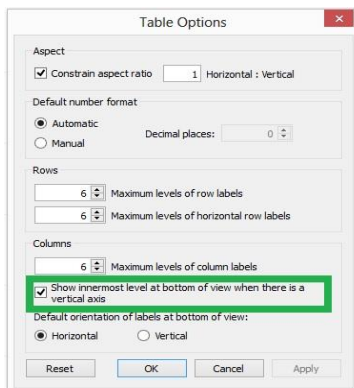 Table Options
Aspect
Constrain aspect ratio 1 Horizontal : Vertical
Default number format
Automatic
Decimal places: 0
Manual
Rows
6 Maximum levels of row labels
6 Maximum levels of horizontal row labels
Columns
6 Maximum levels of column labels
Show innermost level at bottom of view when there is a
vertical axis
Default orientation of labels at bottom of view:
Horizontal Vertical
Reset OK Cancel Apply